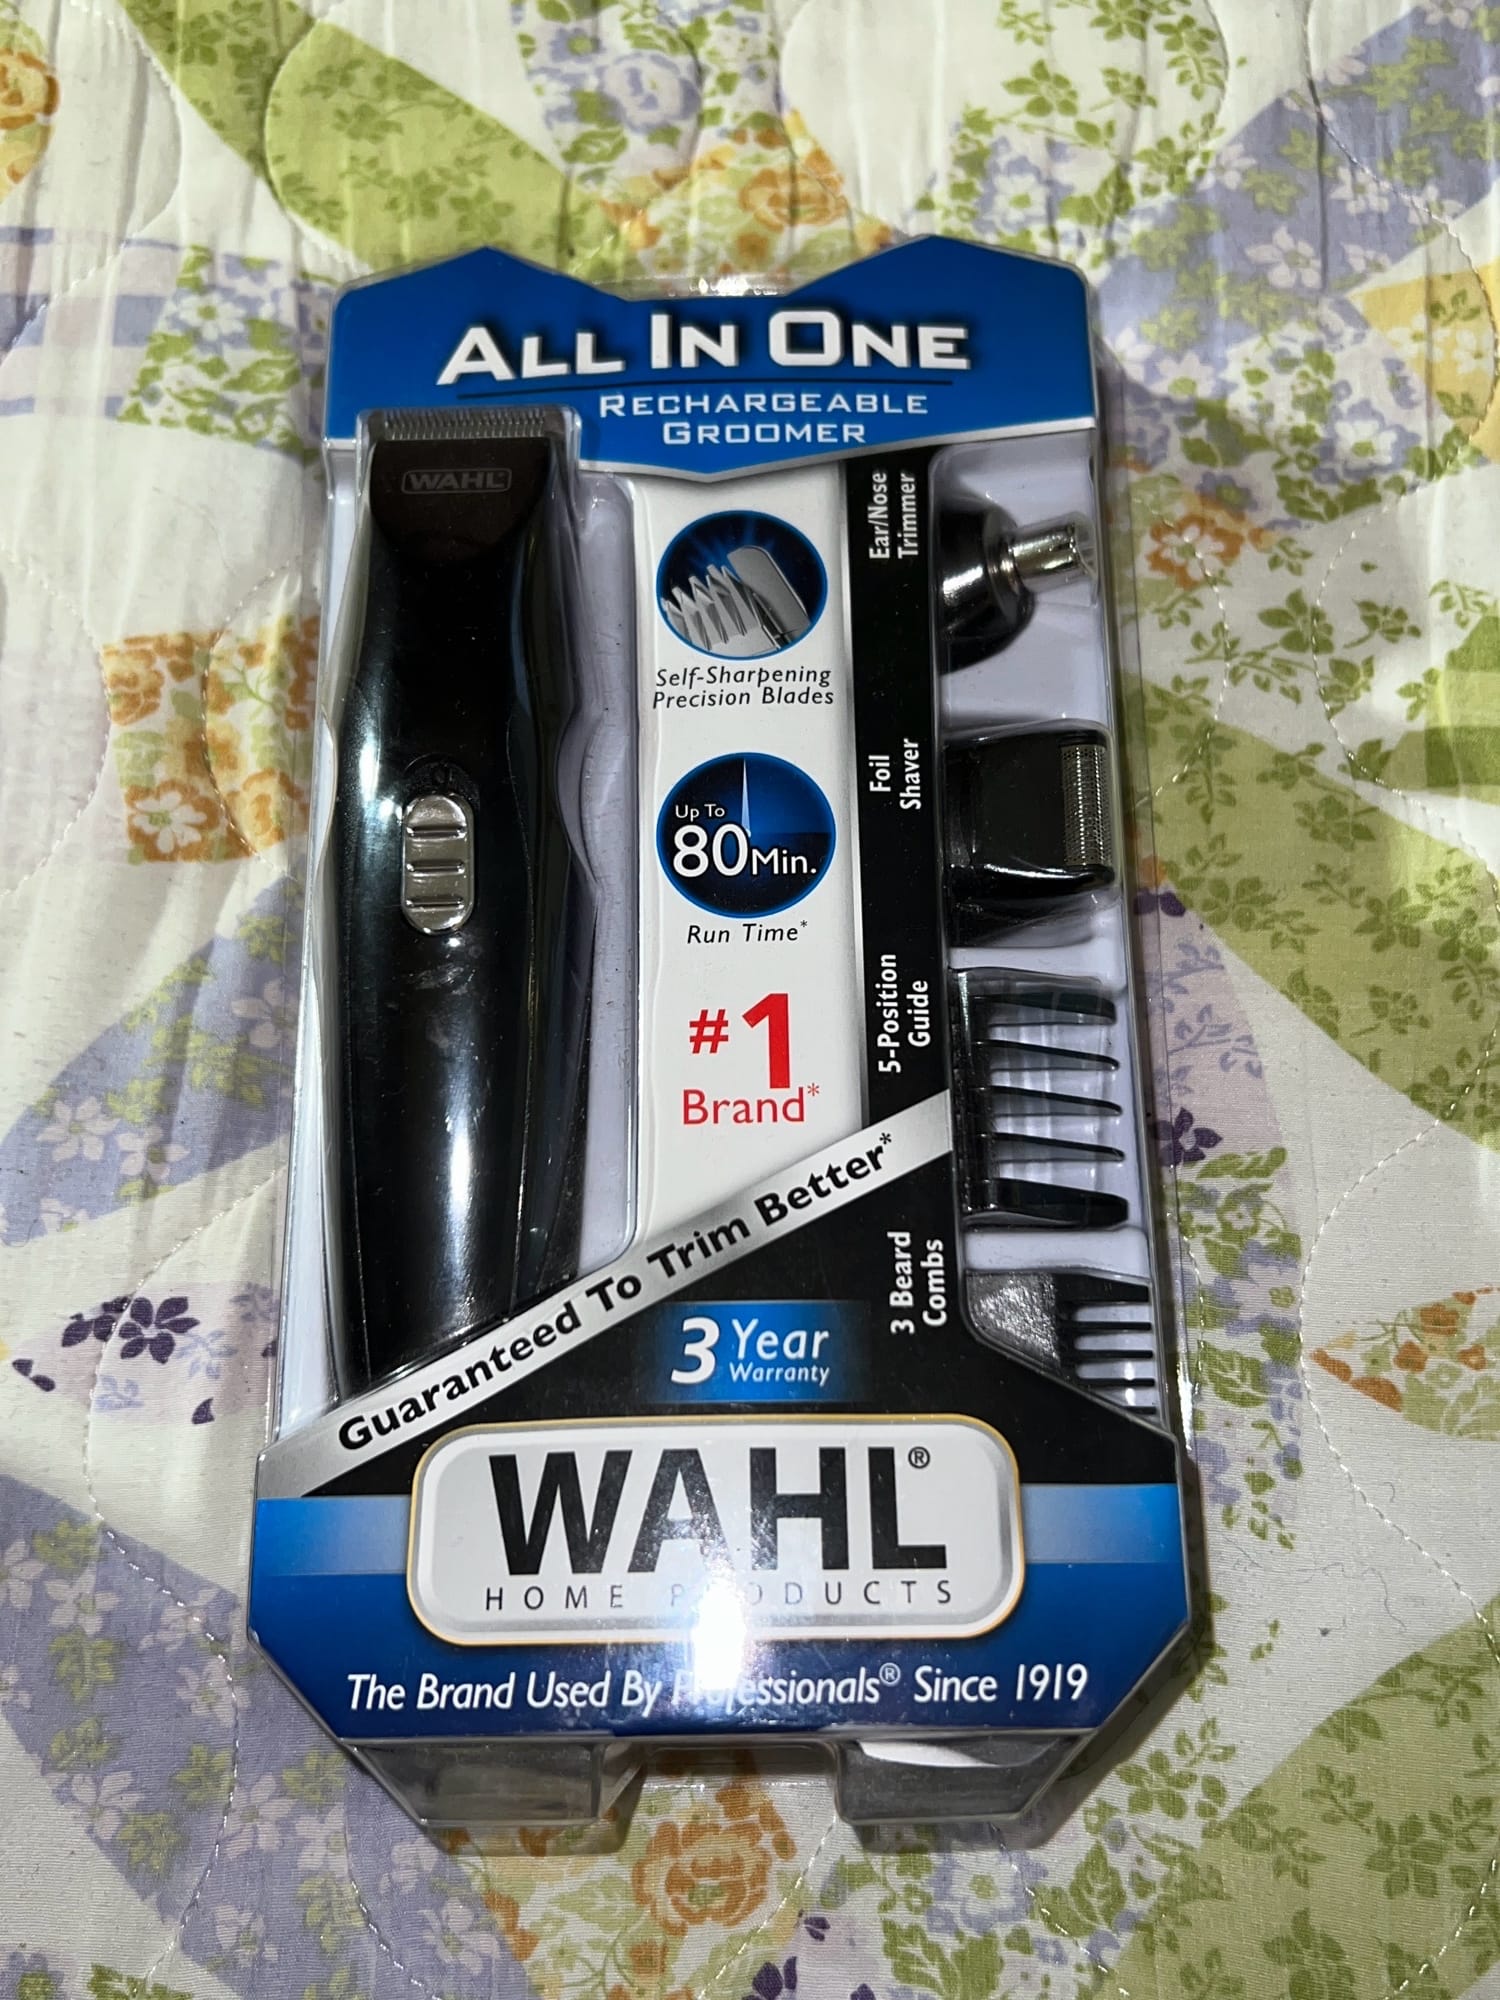 ALL IN ONE
RECHARGEABLE
GROOMER
WAHL
Self-Sharpening
Precision Blades
Up To
80 Min.
Run Time*
#1
Brand*
Ear/Nose
Trimmer
Foil
Shaver
5-Position
Guide
3 Beard
Combs
Guaranteed To Trim Better*
3 Year
Warranty
WAHL®
HOME PRODUCTS
The Brand Used By Professionals® Since 1919